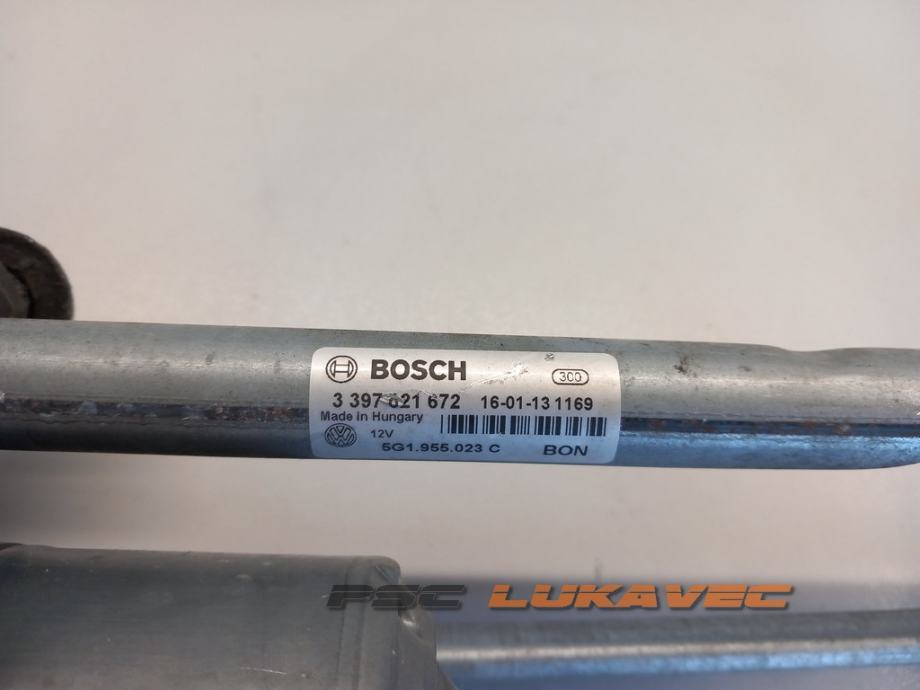 BOSCH
300
3 397 621 672 16-01-13 1169
Made in Hungary
12V
5G1.955.023 C BON
PSC LUKAVEC